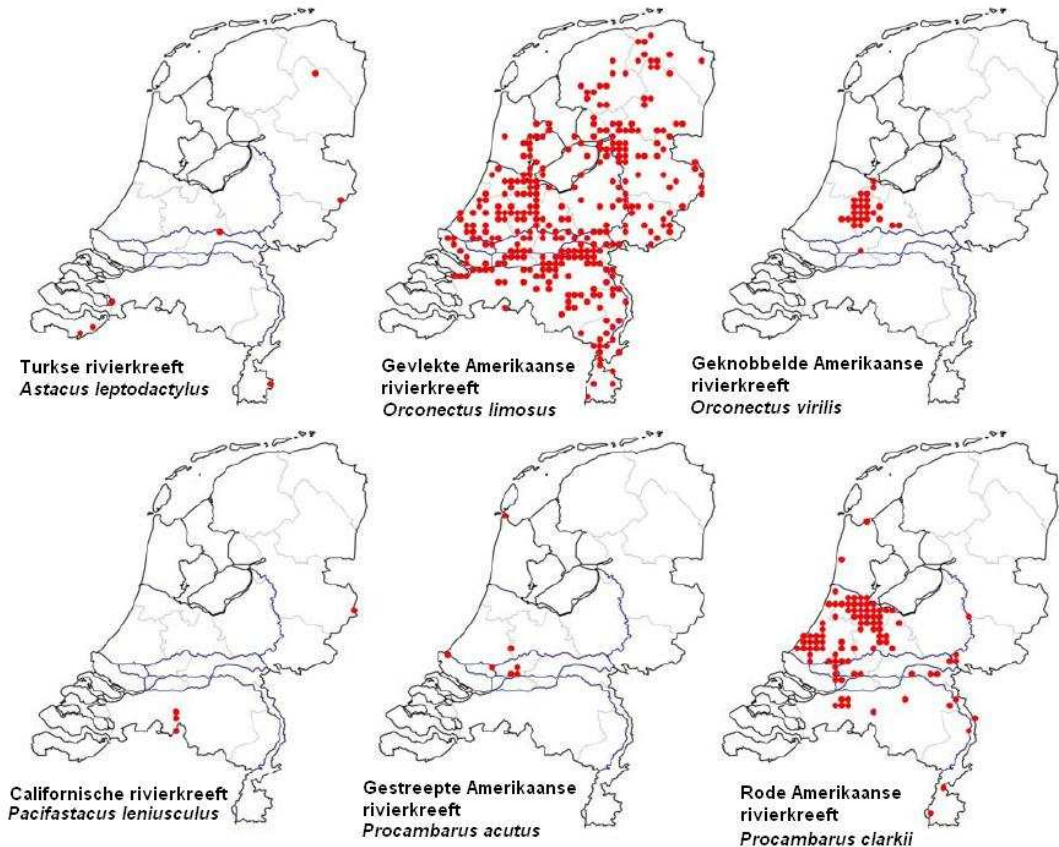 Turkse rivierkreeft
Astacus leptodactylus
Gevlekte Amerikaanse
rivierkreeft
Orconectus limosus
Geknobbelde Amerikaanse
rivierkreeft
Orconectus virilis
Californische rivierkreeft
Pacifastacus leniusculus
Gestreepte Amerikaanse
rivierkreeft
Procambarus acutus
Rode Amerikaanse
rivierkreeft
Procambarus clarkii